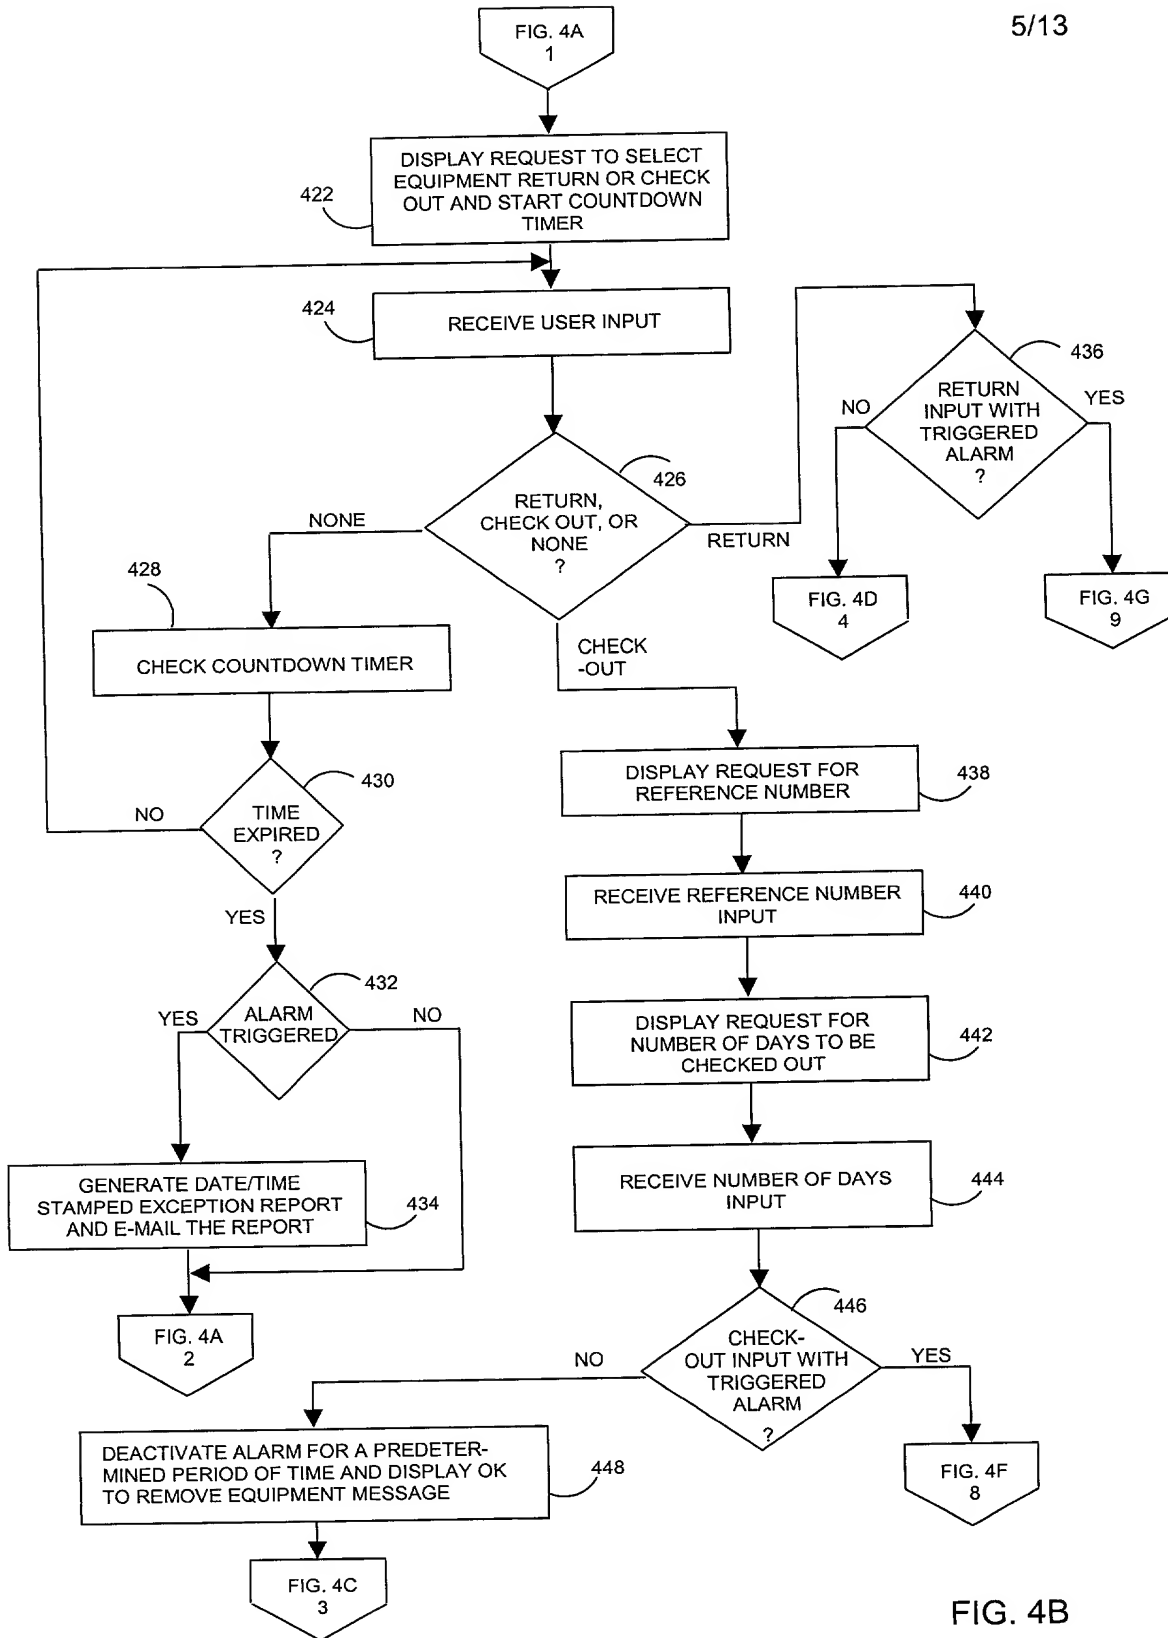 5/13
FIG. 4A
1
DISPLAY REQUEST TO SELECT
EQUIPMENT RETURN OR CHECK
OUT AND START COUNTDOWN
TIMER
422
424
RECEIVE USER INPUT
436
RETURN
INPUT WITH
TRIGGERED
ALARM
?
NO
YES
426
RETURN,
CHECK OUT, OR
NONE
?
NONE
RETURN
FIG. 4D
4
FIG. 4G
9
428
CHECK COUNTDOWN TIMER
CHECK
-OUT
430
TIME
EXPIRED
?
NO
YES
DISPLAY REQUEST FOR
REFERENCE NUMBER
438
RECEIVE REFERENCE NUMBER
INPUT
440
432
ALARM
TRIGGERED
YES
NO
DISPLAY REQUEST FOR
NUMBER OF DAYS TO BE
CHECKED OUT
442
GENERATE DATE/TIME
STAMPED EXCEPTION REPORT
AND E-MAIL THE REPORT
434
RECEIVE NUMBER OF DAYS
INPUT
444
FIG. 4A
2
446
CHECK-
OUT INPUT WITH
TRIGGERED
ALARM
?
NO
YES
DEACTIVATE ALARM FOR A PREDETER-
MINED PERIOD OF TIME AND DISPLAY OK
TO REMOVE EQUIPMENT MESSAGE
448
FIG. 4F
8
FIG. 4C
3
FIG. 4B